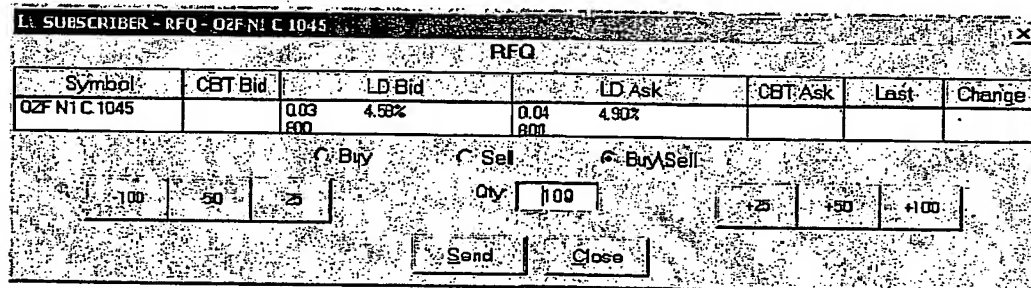 SUBSCRIBER - RFQ - OZF N1 C 1045
RFQ
Symbol CBT Bid LD Bid LD Ask CBT Ask Last Change
OZF N1 C 1045 0.03 4.58% 0.04 4.90%
800 800
Buy Sell Buy\Sell
-100 -50 25 Qty 100 +25 +50 +100
Send Close